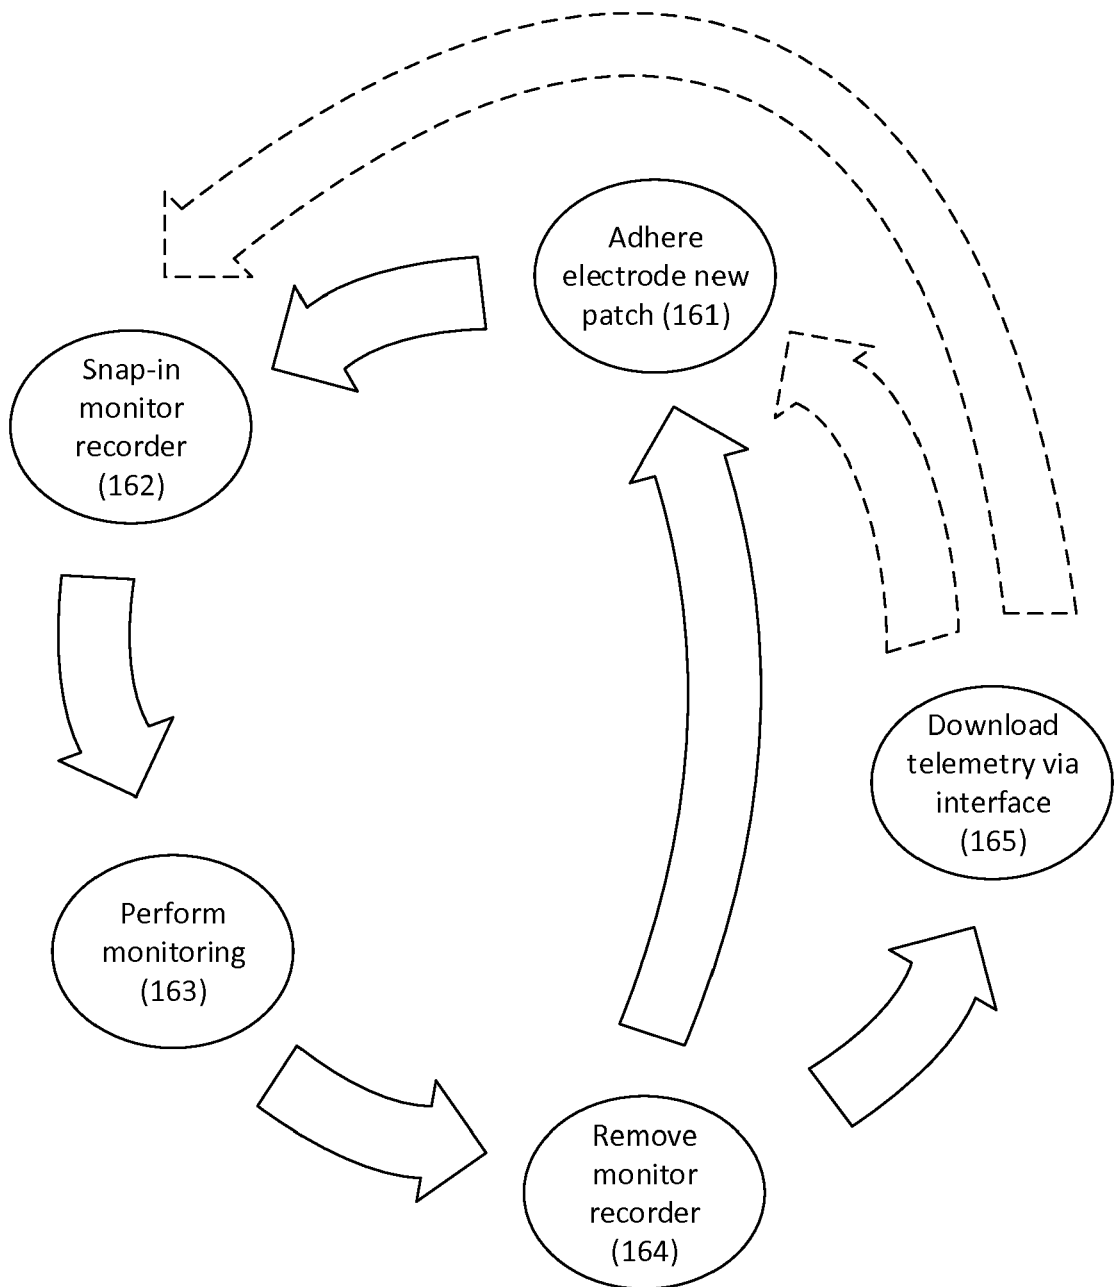 Adhere
electrode new
patch (161)
Snap-in
monitor
recorder
(162)
Perform
monitoring
(163)
Remove
monitor
recorder
(164)
Download
telemetry via
interface
(165)